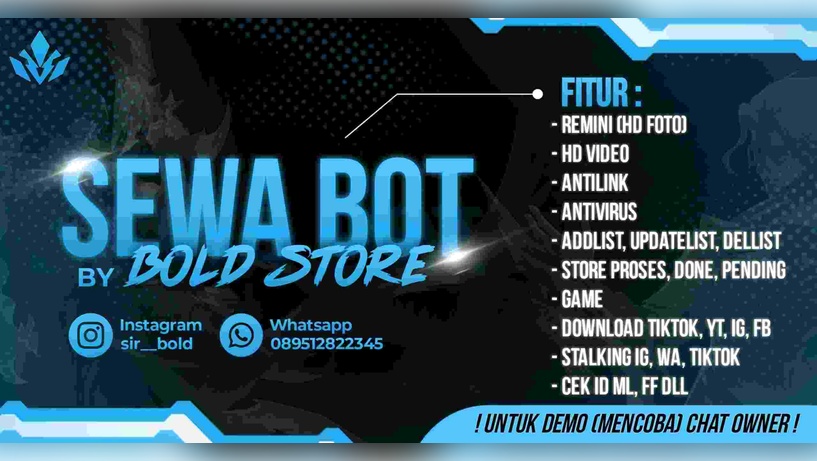 SEWA BOT
BY BOLD STORE
Instagram
sir__bold
Whatsapp
089512822345
FITUR :
- REMINI (HD FOTO)
- HD VIDEO
- ANTILINK
- ANTIVIRUS
- ADDLIST, UPDATELIST, DELLIST
- STORE PROSES, DONE, PENDING
- GAME
- DOWNLOAD TIKTOK, YT, IG, FB
- STALKING IG, WA, TIKTOK
- CEK ID ML, FF DLL
! UNTUK DEMO (MENCOBA) CHAT OWNER !